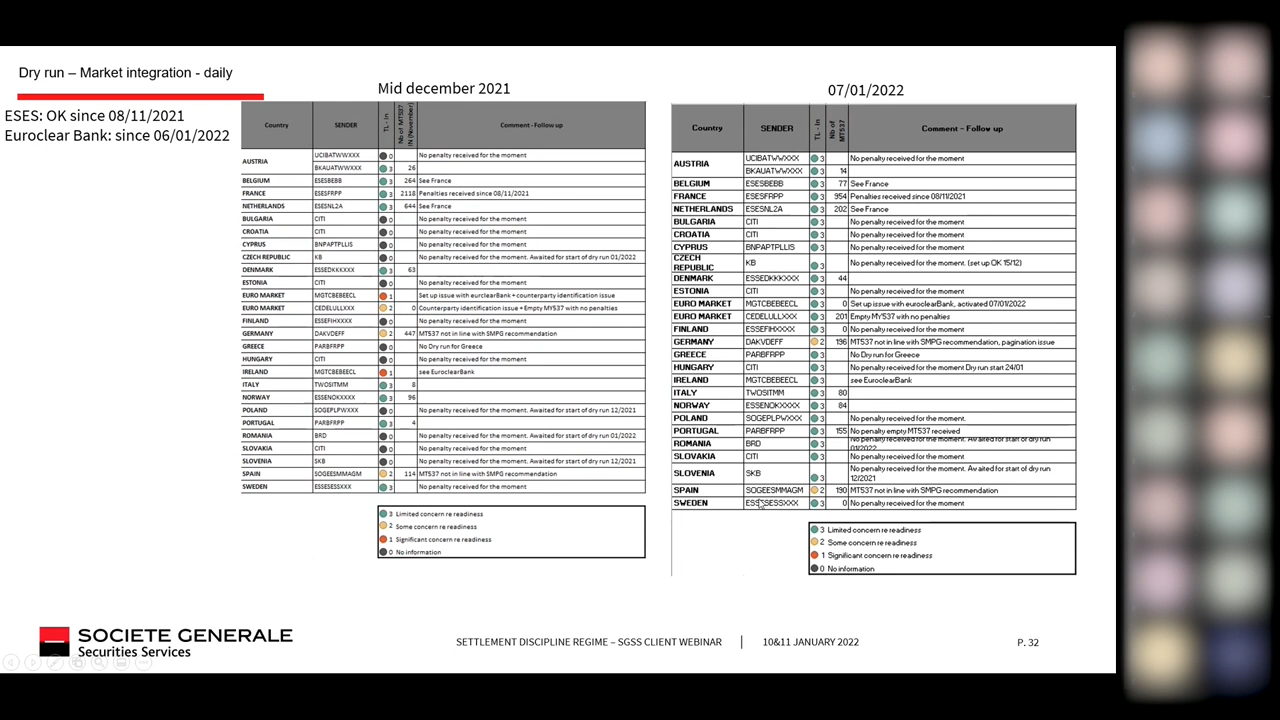 Dry run – Market integration - daily
ESES: OK since 08/11/2021
Euroclear Bank: since 06/01/2022
Mid december 2021
Country SENDER TL - In Nb of MT537 IN (November) Comment - Follow up
AUSTRIA UCIBATWWXXX 0 No penalty received for the moment
BKAUATWWXXX 3 26
BELGIUM ESESBEBB 3 264 See France
FRANCE ESESFRPP 3 2118 Penalties received since 08/11/2021
NETHERLANDS ESESNL2A 3 644 See France
BULGARIA CITI 0 No penalty received for the moment
CROATIA CITI 0 No penalty received for the moment
CYPRUS BNPAPTPLLIS 0 No penalty received for the moment
CZECH REPUBLIC KB 0 No penalty received for the moment. Awaited for start of dry run 01/2022
DENMARK ESSEDKKKXXX 3 63
ESTONIA CITI 0 No penalty received for the moment
EURO MARKET MGTCBEBEECL 1 Set up issue with eurclearBank + counterparty identification issue
EURO MARKET CEDELULLXXX 2 0 Counterparty identification issue + Empty MY537 with no penalties
FINLAND ESSEFIHXXXX 0 No penalty received for the moment
GERMANY DAKVDEFF 2 447 MT537 not in line with SMPG recommendation
GREECE PARBFRPP 0 No Dry run for Greece
HUNGARY CITI 0 No penalty received for the moment
IRELAND MGTCBEBEECL 1 see EuroclearBank
ITALY TWOSITMM 3 8
NORWAY ESSENOKXXXX 3 96
POLAND SOGEPLPWXXX 0 No penalty received for the moment. Awaited for start of dry run 12/2021
PORTUGAL PARBFRPP 3 4
ROMANIA BRD 0 No penalty received for the moment. Awaited for start of dry run 01/2022
SLOVAKIA CITI 0 No penalty received for the moment
SLOVENIA SKB 0 No penalty received for the moment. Awaited for start of dry run 12/2021
SPAIN SOGEESMMAGM 2 114 MT537 not in line with SMPG recommendation
SWEDEN ESSESESSXXX 3 No penalty received for the moment
3 Limited concern re readiness
2 Some concern re readiness
1 Significant concern re readiness
0 No information
07/01/2022
Country SENDER TL - In Nb of MT537 Comment – Follow up
AUSTRIA UCIBATWWXXX 3 No penalty received for the moment
BKAUATWWXXX 3 14
BELGIUM ESESBEBB 3 77 See France
FRANCE ESESFRPP 3 954 Penalties received since 08/11/2021
NETHERLANDS ESESNL2A 3 202 See France
BULGARIA CITI 3 No penalty received for the moment
CROATIA CITI 3 No penalty received for the moment
CYPRUS BNPAPTPLLIS 3 No penalty received for the moment
CZECH REPUBLIC KB 3 No penalty received for the moment. (set up OK 15/12)
DENMARK ESSEDKKKXXX 3 44
ESTONIA CITI 3 No penalty received for the moment
EURO MARKET MGTCBEBEECL 3 0 Set up issue with euroclearBank, activated 07/01/2022
EURO MARKET CEDELULLXXX 3 201 Empty MY537 with no penalties
FINLAND ESSEFIHXXXX 3 0 No penalty received for the moment
GERMANY DAKVDEFF 2 196 MT537 not in line with SMPG recommendation, pagination issue
GREECE PARBFRPP 3 No Dry run for Greece
HUNGARY CITI 3 No penalty received for the moment Dry run start 24/01
IRELAND MGTCBEBEECL 3 see EuroclearBank
ITALY TWOSITMM 3 80
NORWAY ESSENOKXXXX 3 84
POLAND SOGEPLPWXXX 3 No penalty received for the moment.
PORTUGAL PARBFRPP 3 155 No penalty empty MT537 received
ROMANIA BRD 3 No penalty received for the moment. Awaited for start of dry run 01/2022
SLOVAKIA CITI 3 No penalty received for the moment
SLOVENIA SKB 3 No penalty received for the moment. Awaited for start of dry run 12/2021
SPAIN SOGEESMMAGM 2 190 MT537 not in line with SMPG recommendation
SWEDEN ESSESESSXXX 3 0 No penalty received for the moment
3 Limited concern re readiness
2 Some concern re readiness
1 Significant concern re readiness
0 No information
SOCIETE GENERALE
Securities Services
SETTLEMENT DISCIPLINE REGIME – SGSS CLIENT WEBINAR | 10&11 JANUARY 2022
P. 32